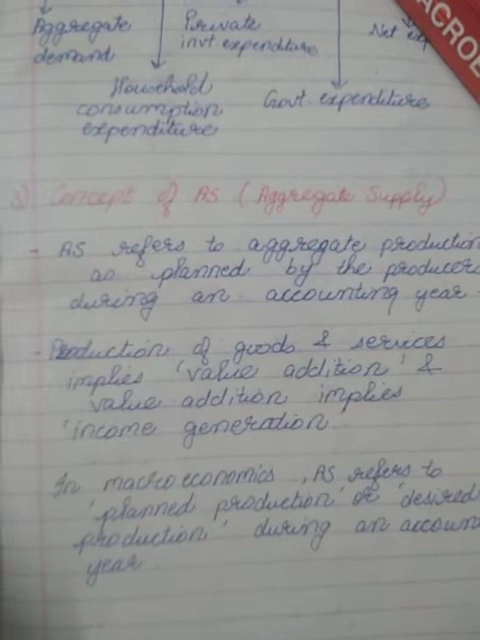 Aggregate demand
Private invt. expenditure
Net exp
MACROE
Household consumption expenditure
Govt. expenditure
3) Concept of AS (Aggregate Supply)
- AS refers to aggregate production
as planned by the producers
during an accounting year
- Production of goods & services
implies 'value addition' &
value addition implies
'income generation
In macroeconomics, AS refers to
'planned production' or 'desired
production' during an accoun
year